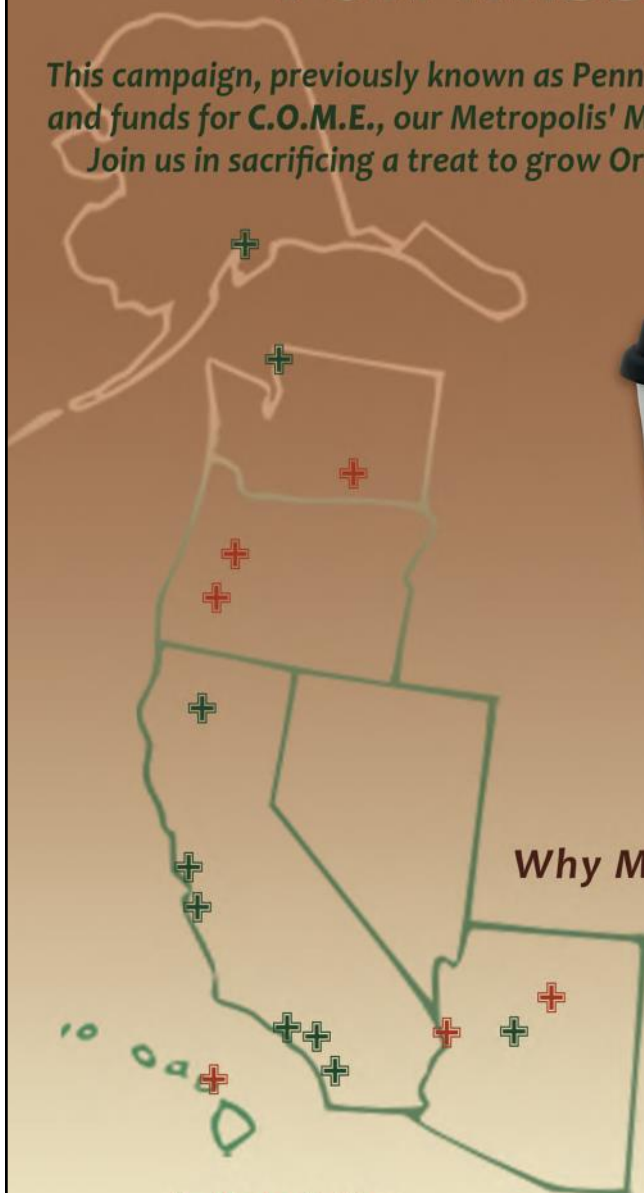 This campaign, previously known as Penn
and funds for C.O.M.E., our Metropolis' M
Join us in sacrificing a treat to grow Or
Why M